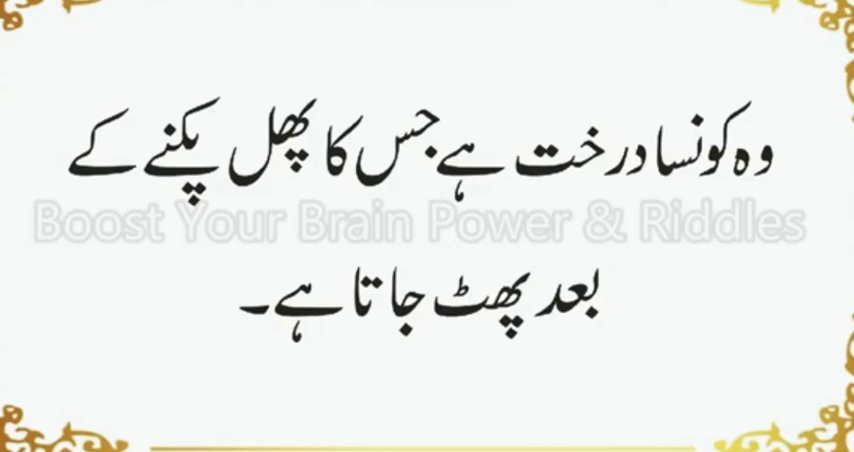 وہ کونسا درخت ہے جس کا پھل پکنے کے
Boost Your Brain Power & Riddles
بعد پھٹ جاتا ہے۔